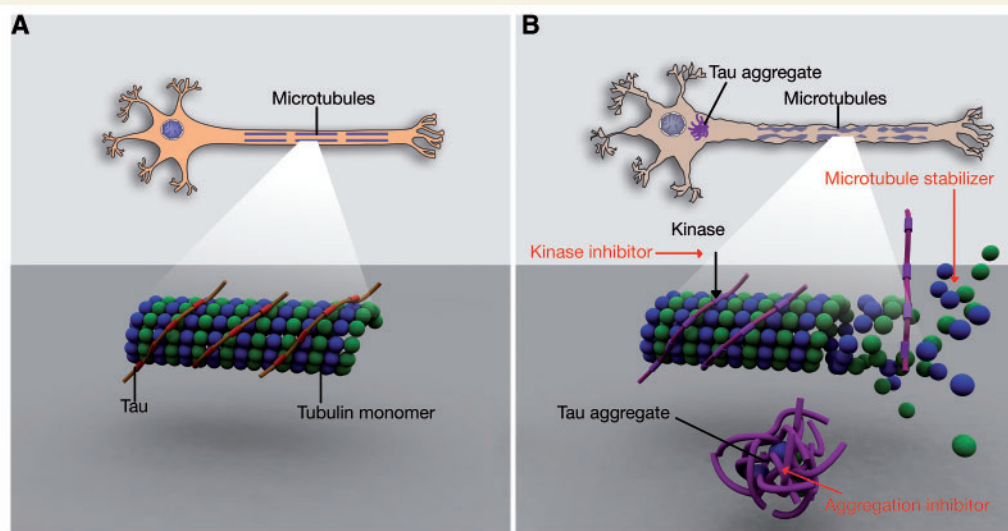 A
Microtubules
Tau
Tubulin monomer
B
Tau aggregate
Microtubules
Microtubule stabilizer
Kinase
Kinase inhibitor
Tau aggregate
Aggregation inhibitor